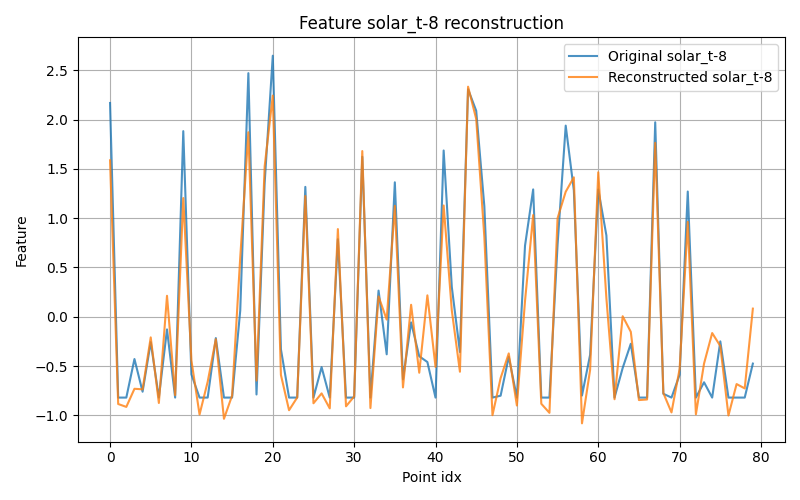 Feature solar_t-8 reconstruction
Original solar_t-8
Reconstructed solar_t-8
Feature
2.5
2.0
1.5
1.0
0.5
0.0
−0.5
−1.0
0 10 20 30 40 50 60 70 80
Point idx